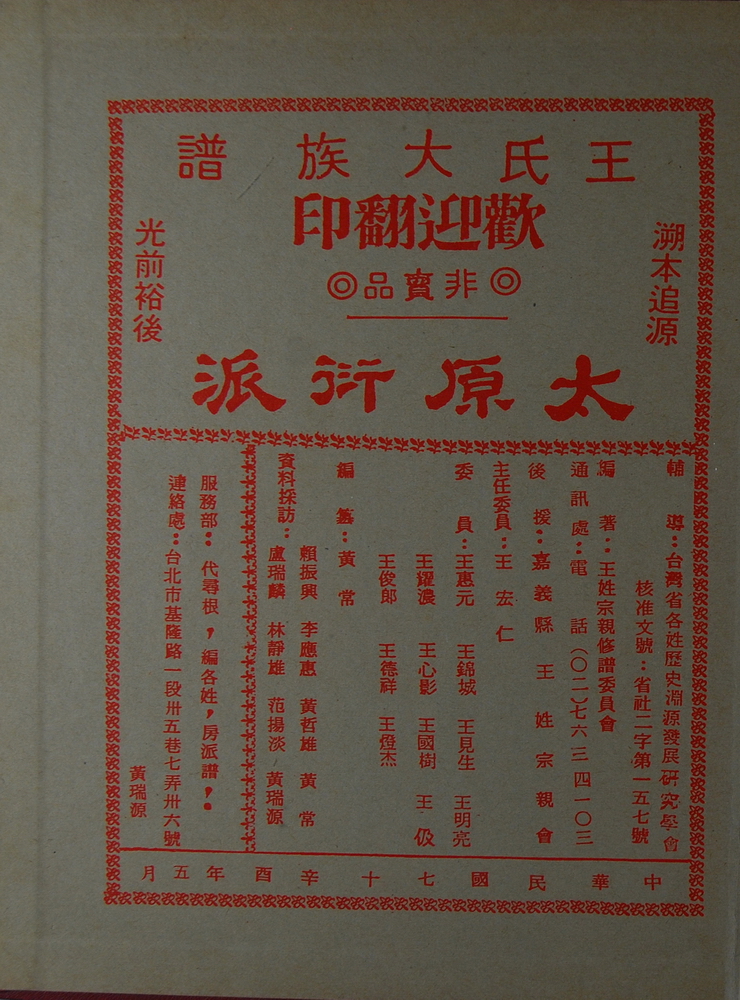 王氏大族譜
歡迎翻印
◎非賣品◎
溯本追源
光前裕後
太原衍派
輔導：台灣省各姓歷史淵源發展研究學會
核准文號：省社二字第一五七號
編著：王姓宗親修譜委員會
通訊處：電話（〇二）七六三四一〇三
後援：嘉義縣王姓宗親會
主任委員：王宏仁
委員：王惠元 王錦城 王見生 王明亮
王耀濃 王心影 王國樹 王伋
王俊郎 王德祥 王燈杰
編纂：黃常
資料採訪：
賴振興 李應惠 黃哲雄 黃常
盧瑞麟 林靜雄 范揚淡 黃瑞源
服務部：代尋根，編各姓，房派譜，。
連絡處：台北市基隆路一段卅五巷七弄卅六號
黃瑞源
中華民國七十辛酉年五月